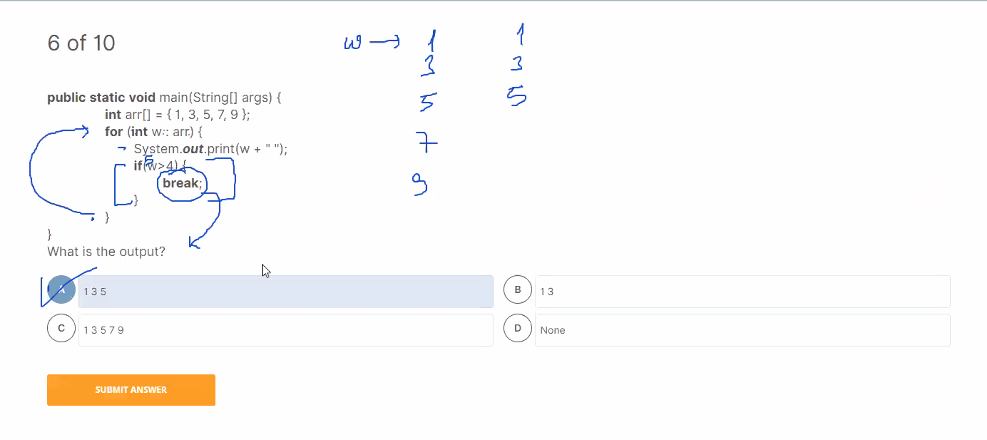 6 of 10
w → 1 1
3 3
5 5
7
9
public static void main(String[] args) {
int arr[] = { 1, 3, 5, 7, 9 };
for (int w : arr) {
System.out.print(w + " ");
5
if(w>4) {
break;
}
}
}
What is the output?
A 1 3 5
B 1 3
C 1 3 5 7 9
D None
SUBMIT ANSWER